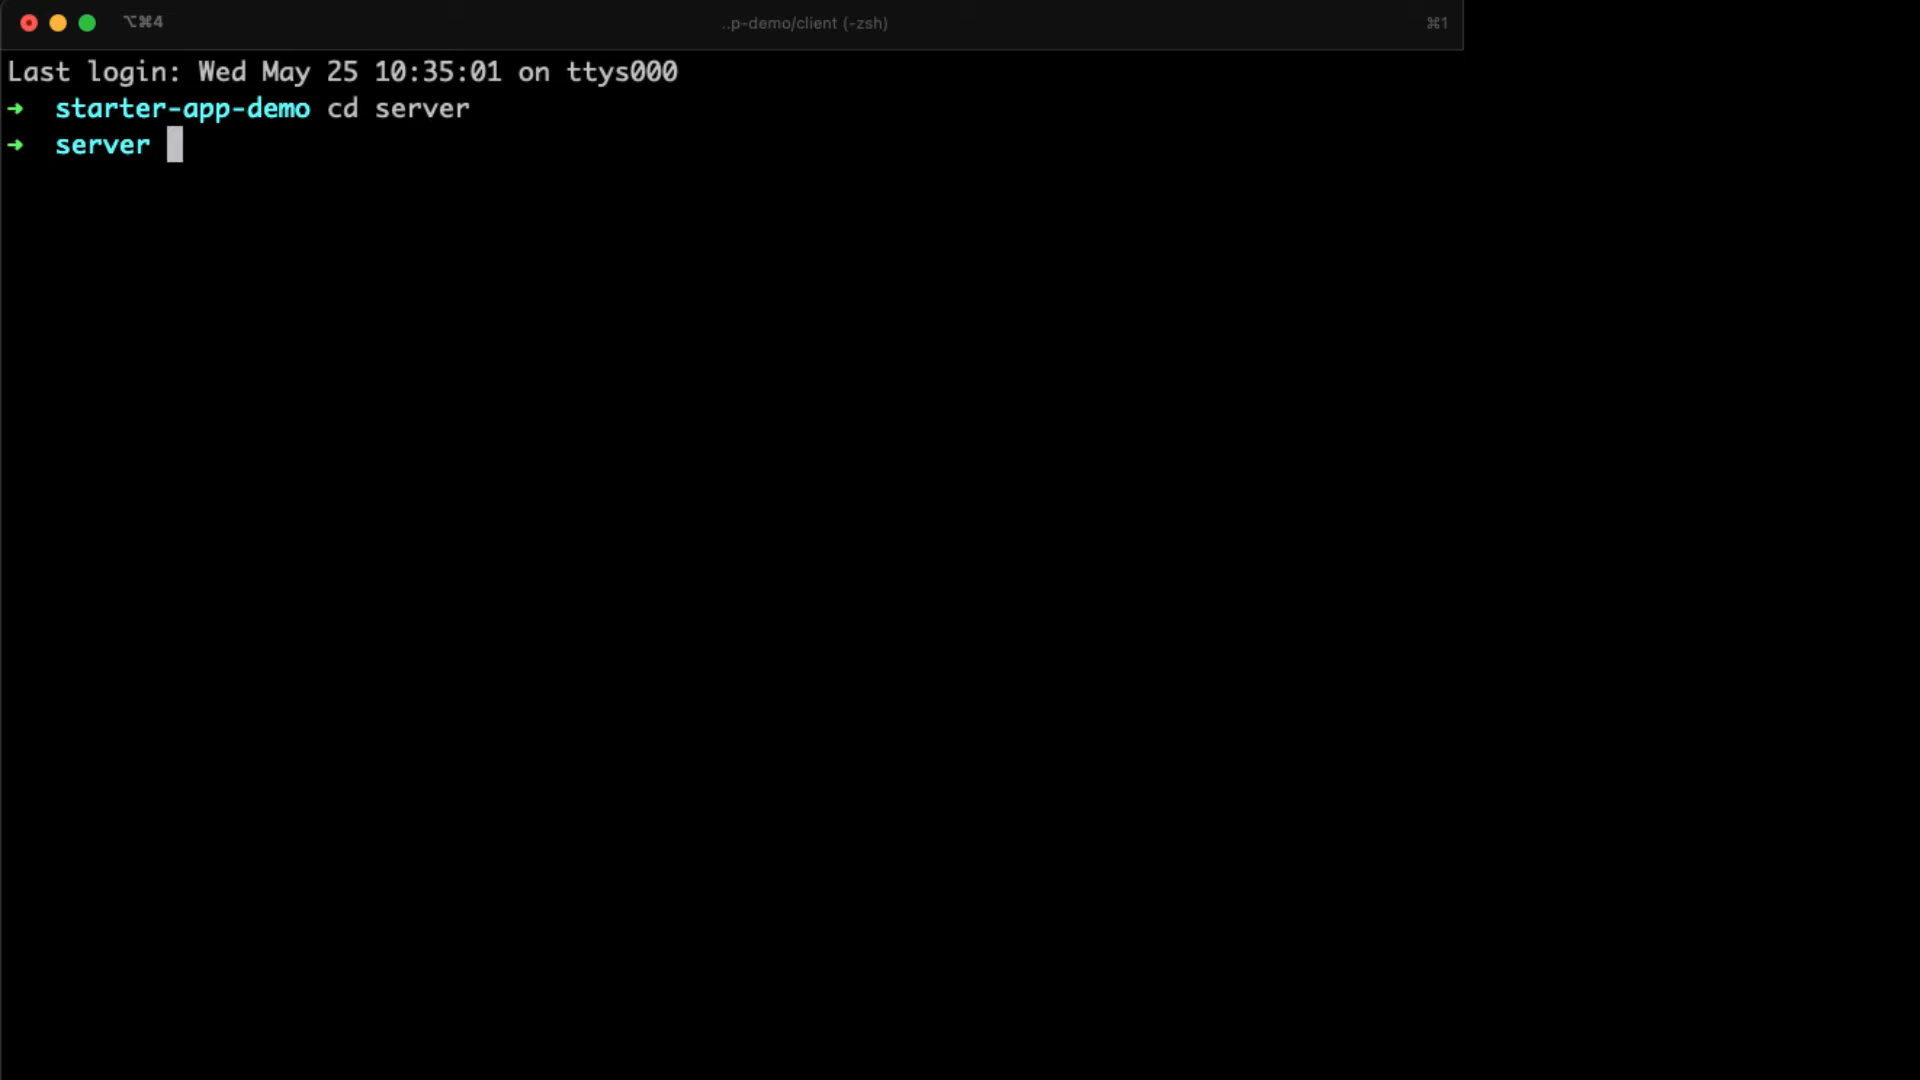 ⌥⌘4 ..p-demo/client (-zsh) ⌘1
Last login: Wed May 25 10:35:01 on ttys000
➜ starter-app-demo cd server
➜ server